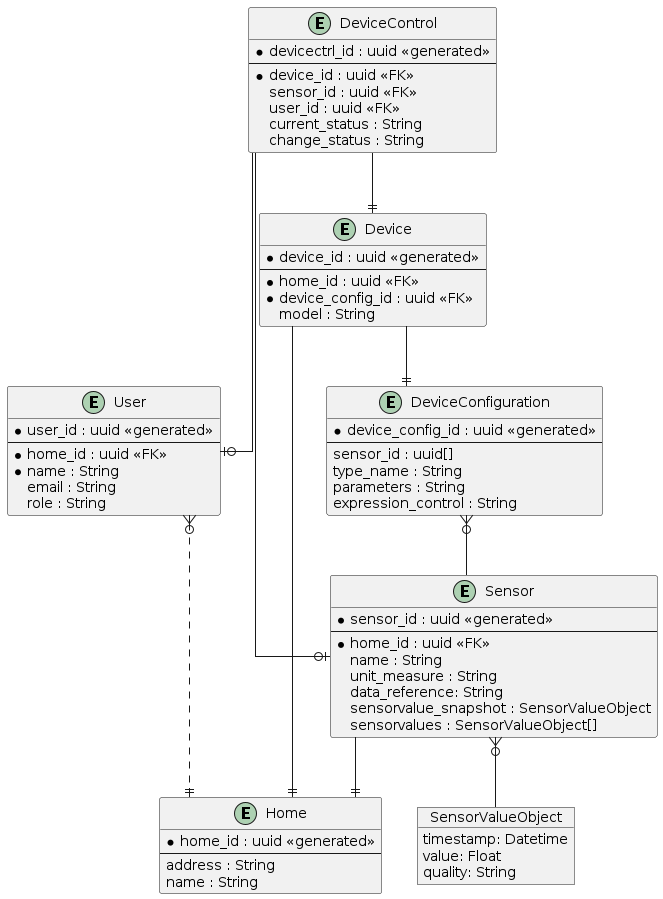 E DeviceControl
devicectrl_id : uuid «generated»
device_id : uuid «FK»
sensor_id : uuid «FK»
user_id : uuid «FK»
current_status : String
change_status : String
E Device
device_id : uuid «generated»
home_id : uuid «FK»
device_config_id : uuid «FK»
model : String
E User
user_id : uuid «generated»
home_id : uuid «FK»
name : String
email : String
role : String
E DeviceConfiguration
device_config_id : uuid «generated»
sensor_id : uuid[]
type_name : String
parameters : String
expression_control : String
E Sensor
sensor_id : uuid «generated»
home_id : uuid «FK»
name : String
unit_measure : String
data_reference: String
sensorvalue_snapshot : SensorValueObject
sensorvalues : SensorValueObject[]
E Home
home_id : uuid «generated»
address : String
name : String
SensorValueObject
timestamp: Datetime
value: Float
quality: String